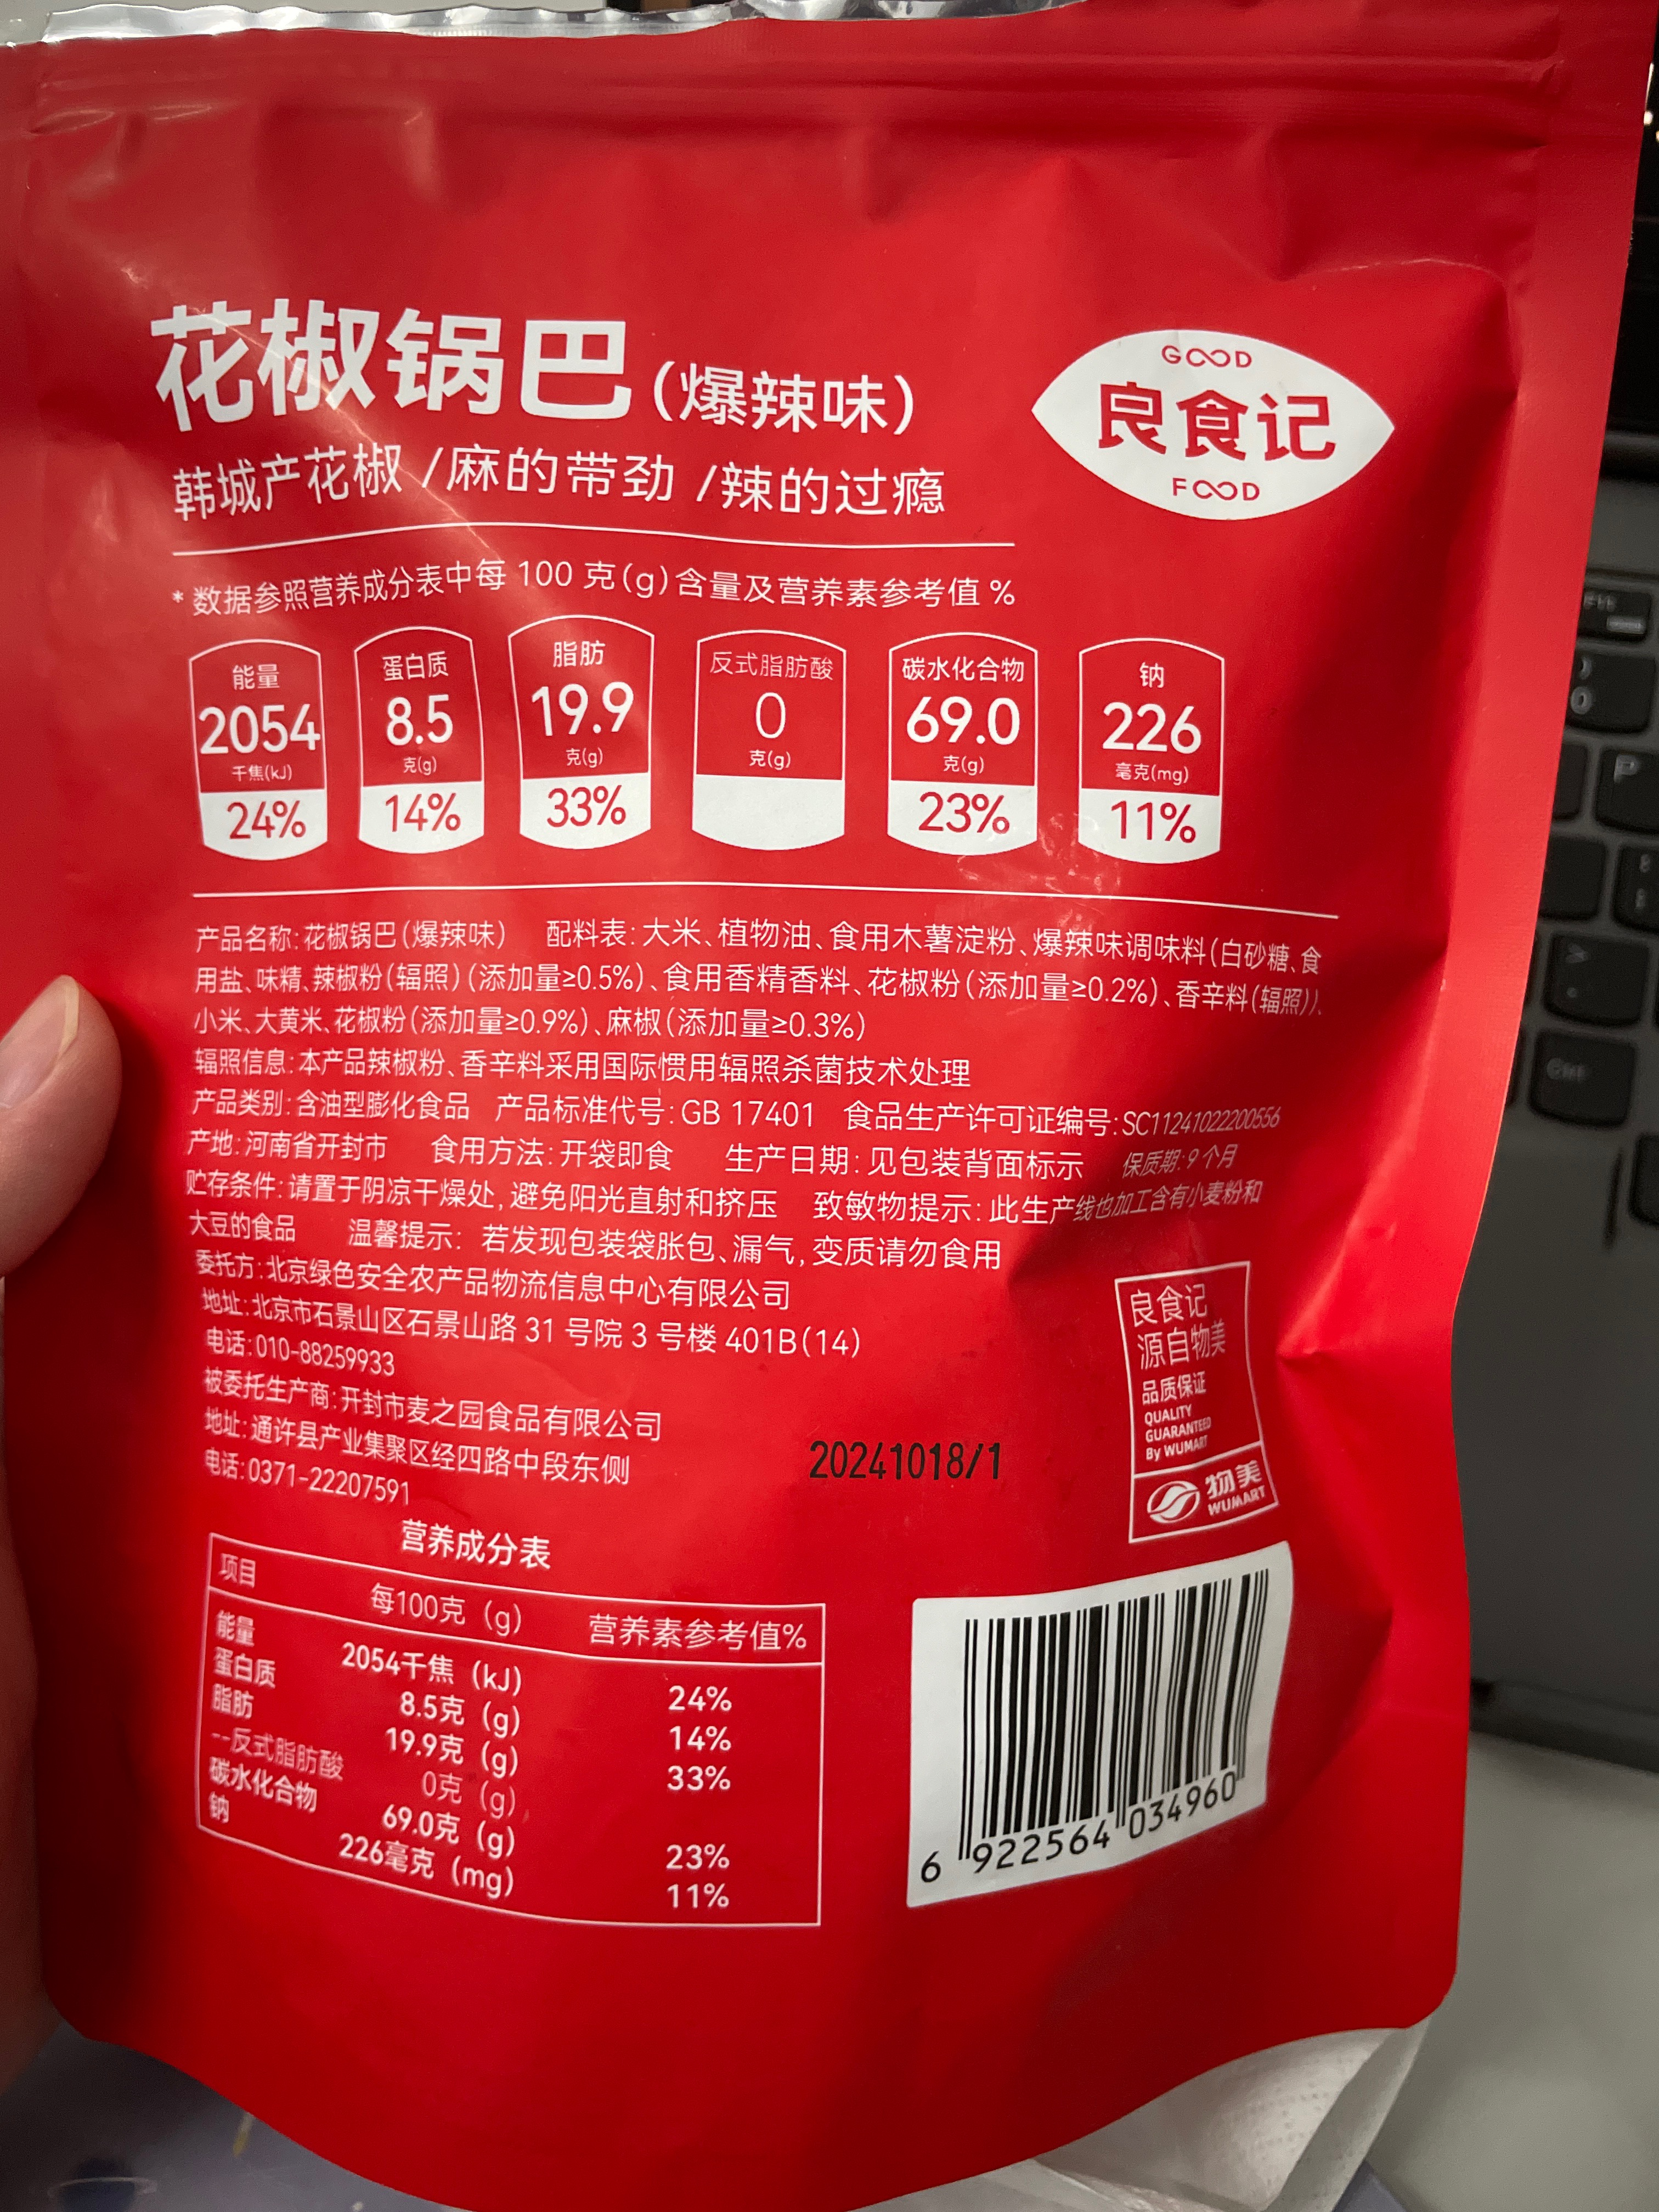 花椒锅巴(爆辣味)
韩城产花椒/麻的带劲/辣的过瘾
GOOD
良食记
FOOD
*数据参照营养成分表中每 100 克(g)含量及营养素参考值 %
能量 蛋白质 脂肪 反式脂肪酸 碳水化合物 钠
2054 8.5 19.9 0 69.0 226
千焦(kJ) 克(g) 克(g) 克(g) 克(g) 毫克(mg)
24% 14% 33% 23% 11%
产品名称:花椒锅巴(爆辣味) 配料表:大米、植物油、食用木薯淀粉、爆辣味调味料(白砂糖、食
用盐、味精、辣椒粉(辐照)(添加量≥0.5%)、食用香精香料、花椒粉(添加量≥0.2%)、香辛料(辐照))、
小米、大黄米、花椒粉(添加量≥0.9%)、麻椒(添加量≥0.3%)
辐照信息:本产品辣椒粉、香辛料采用国际惯用辐照杀菌技术处理
产品类别:含油型膨化食品 产品标准代号:GB 17401 食品生产许可证编号:SC11241022200556
产地:河南省开封市 食用方法:开袋即食 生产日期:见包装背面标示 保质期:9个月
贮存条件:请置于阴凉干燥处,避免阳光直射和挤压 致敏物提示:此生产线也加工含有小麦粉和
大豆的食品 温馨提示: 若发现包装袋胀包、漏气,变质请勿食用
委托方:北京绿色安全农产品物流信息中心有限公司
地址:北京市石景山区石景山路 31 号院 3 号楼 401B(14)
电话:010-88259933
被委托生产商:开封市麦之园食品有限公司
地址:通许县产业集聚区经四路中段东侧
电话:0371-22207591
20241018/1
良食记
源自物美
品质保证
QUALITY
GUARANTEED
By WUMART
物美
WUMART
营养成分表
项目 每100克(g) 营养素参考值%
能量 2054千焦(kJ) 24%
蛋白质 8.5克(g) 14%
脂肪 19.9克(g) 33%
--反式脂肪酸 0克(g)
碳水化合物 69.0克(g) 23%
钠 226毫克(mg) 11%
6 922564 034960